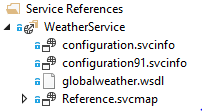 Service References
WeatherService
configuration.svcinfo
configuration91.svcinfo
globalweather.wsdl
Reference.svcmap